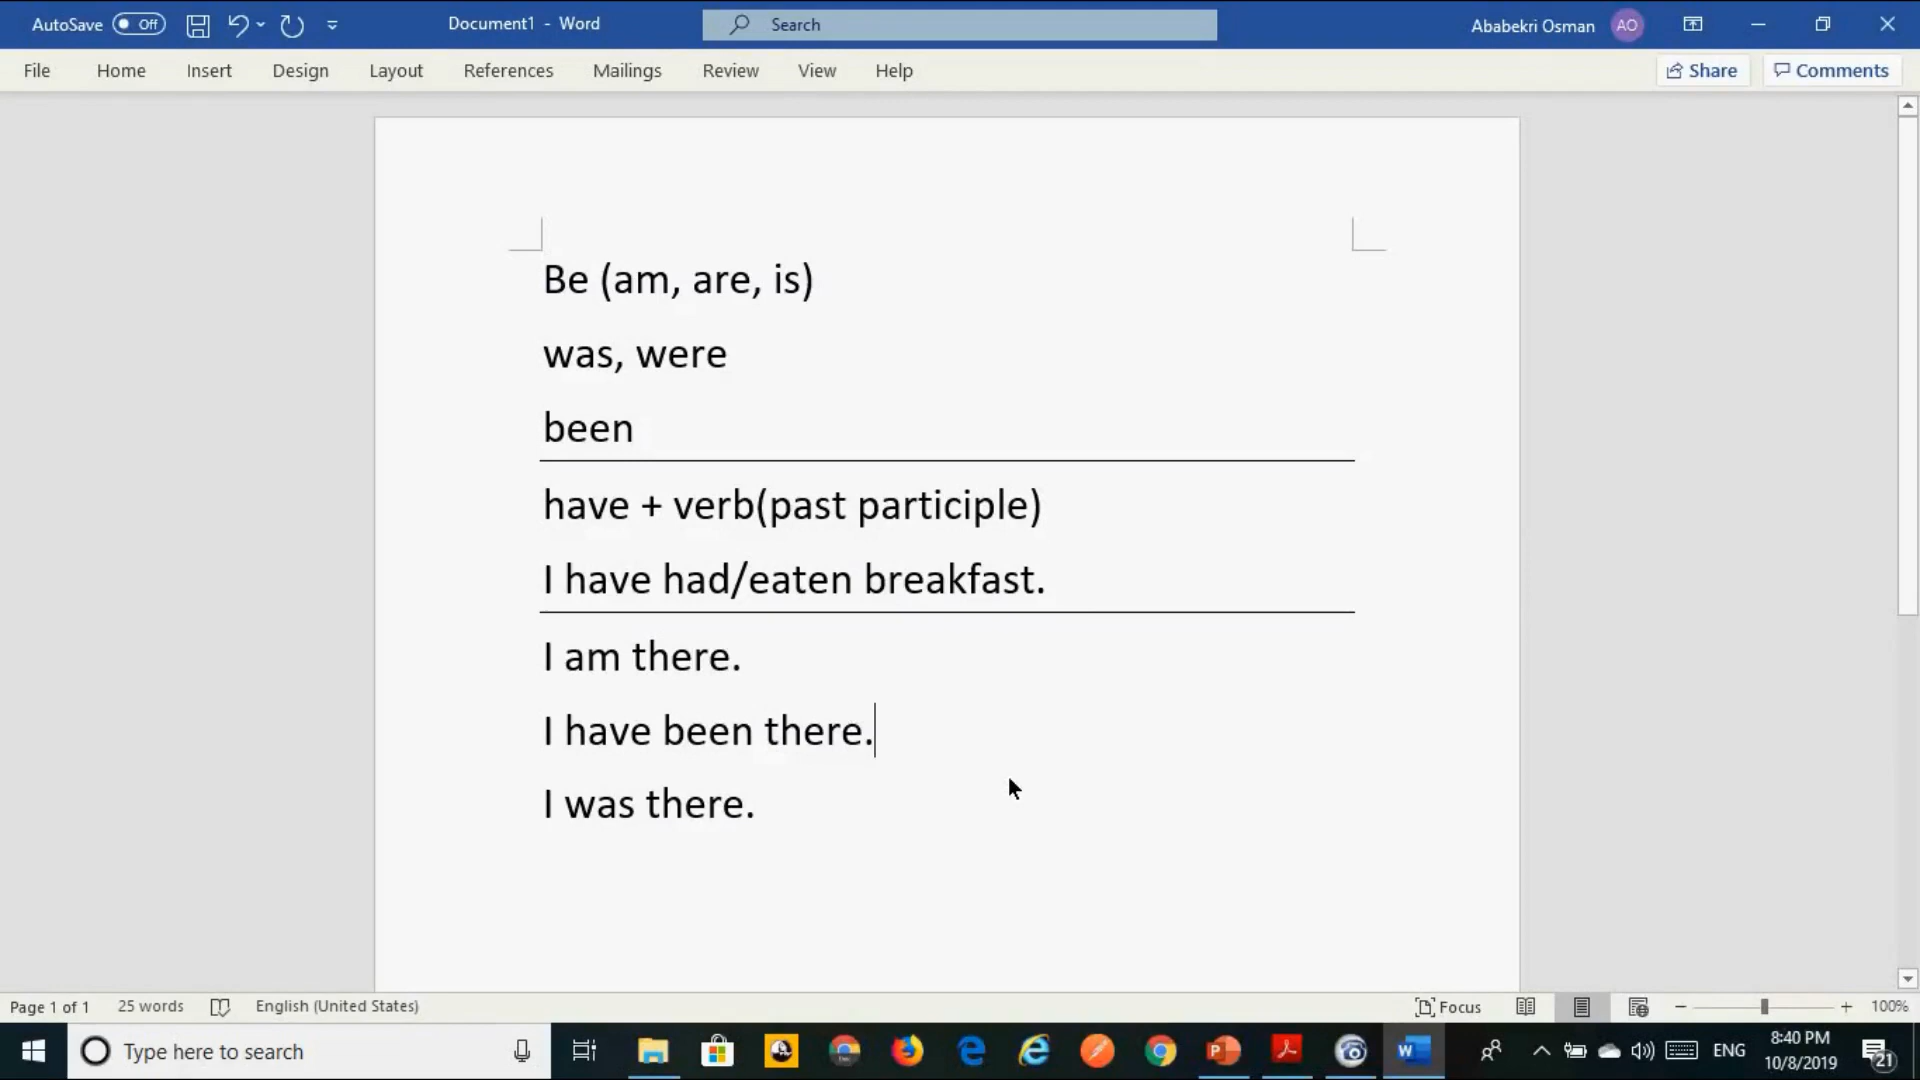 AutoSave Off Document1 - Word Search Ababekri Osman AO
File Home Insert Design Layout References Mailings Review View Help Share Comments
Be (am, are, is)
was, were
been
have + verb(past participle)
I have had/eaten breakfast.
I am there.
I have been there.
I was there.
Page 1 of 1 25 words English (United States) Focus 100%
Type here to search ENG 8:40 PM
10/8/2019 21